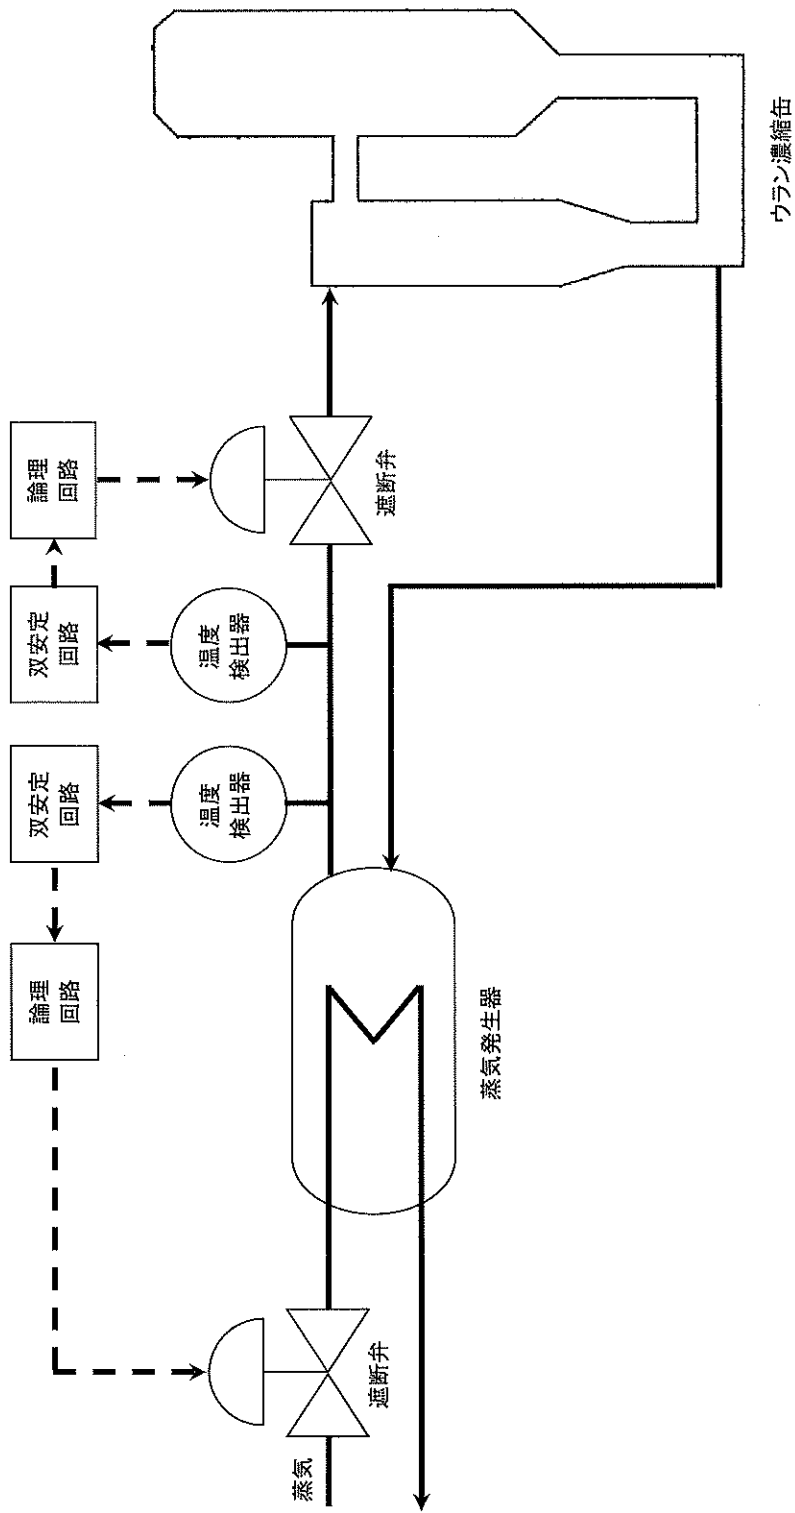 論理
回路
双安定
回路
温度
検出器
遮断弁
双安定
回路
温度
検出器
論理
回路
遮断弁
蒸気
蒸気発生器
ウラン濃縮缶